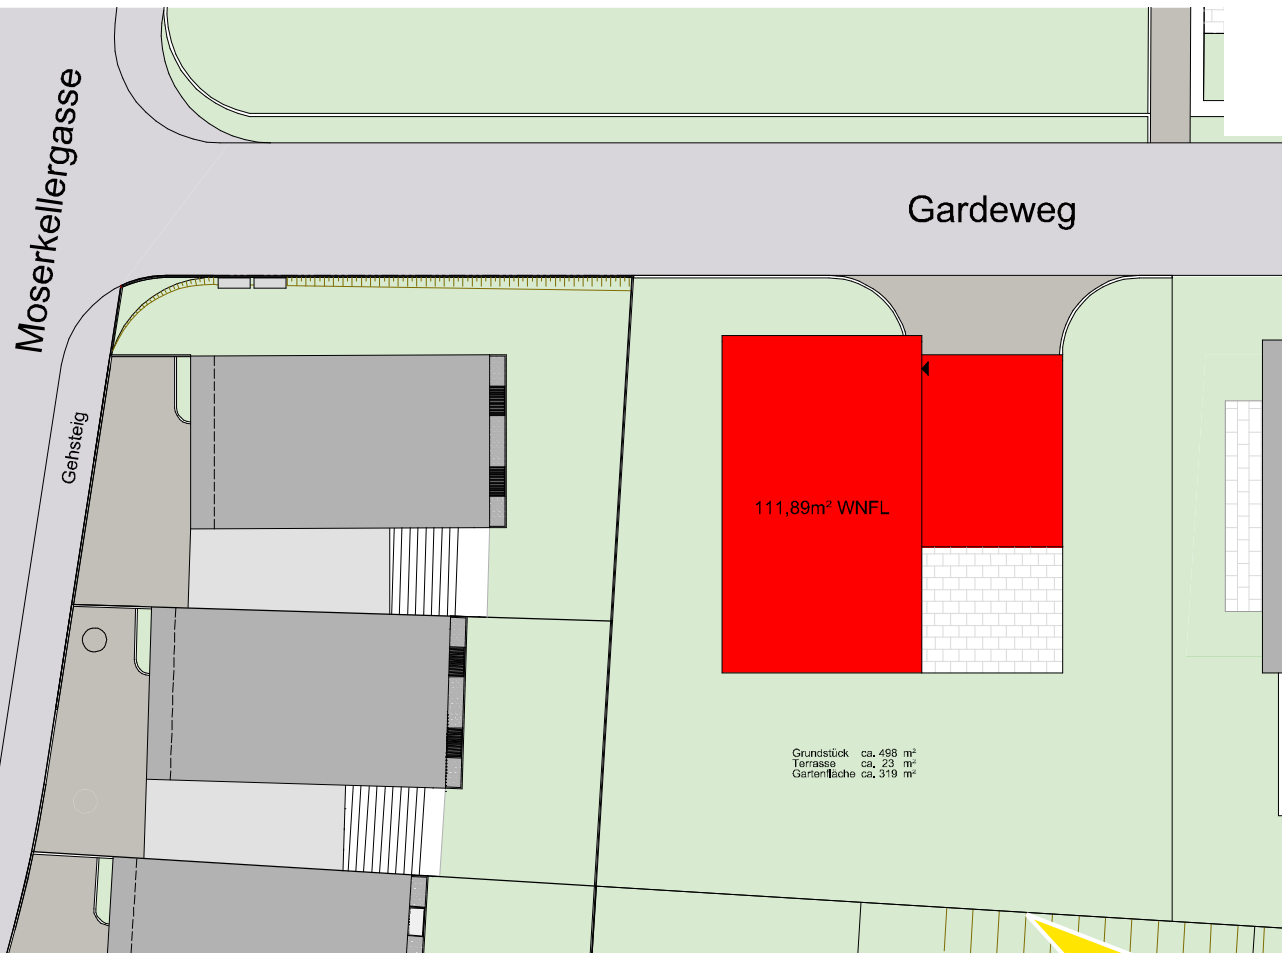 Moserkellergasse
Gardeweg
Gehsteig
111,89m² WNFL
Grundstück ca. 498 m²
Terrasse ca. 23 m²
Gartenfläche ca. 319 m²